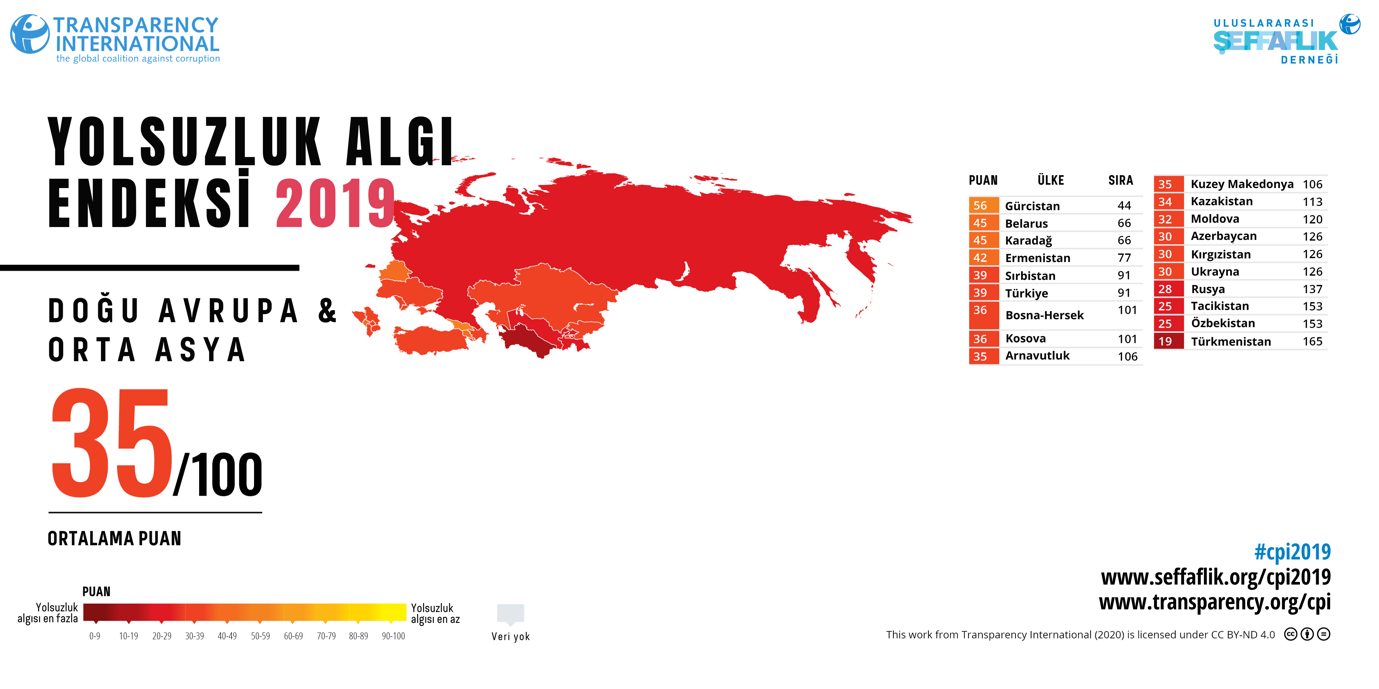 TRANSPARENCY
INTERNATIONAL
the global coalition against corruption
ULUSLARARASI
ŞEFFAFLIK
DERNEĞİ
YOLSUZLUK ALGI
ENDEKSİ 2019
DOĞU AVRUPA &
ORTA ASYA
35/100
ORTALAMA PUAN
PUAN ÜLKE SIRA
56 Gürcistan 44
45 Belarus 66
45 Karadağ 66
42 Ermenistan 77
39 Sırbistan 91
39 Türkiye 91
36 Bosna-Hersek 101
36 Kosova 101
35 Arnavutluk 106
35 Kuzey Makedonya 106
34 Kazakistan 113
32 Moldova 120
30 Azerbaycan 126
30 Kırgızistan 126
30 Ukrayna 126
28 Rusya 137
25 Tacikistan 153
25 Özbekistan 153
19 Türkmenistan 165
PUAN
Yolsuzluk
algısı en fazla
Yolsuzluk
algısı en az
0-9 10-19 20-29 30-39 40-49 50-59 60-69 70-79 80-89 90-100
Veri yok
#cpi2019
www.seffaflik.org/cpi2019
www.transparency.org/cpi
This work from Transparency International (2020) is licensed under CC BY-ND 4.0